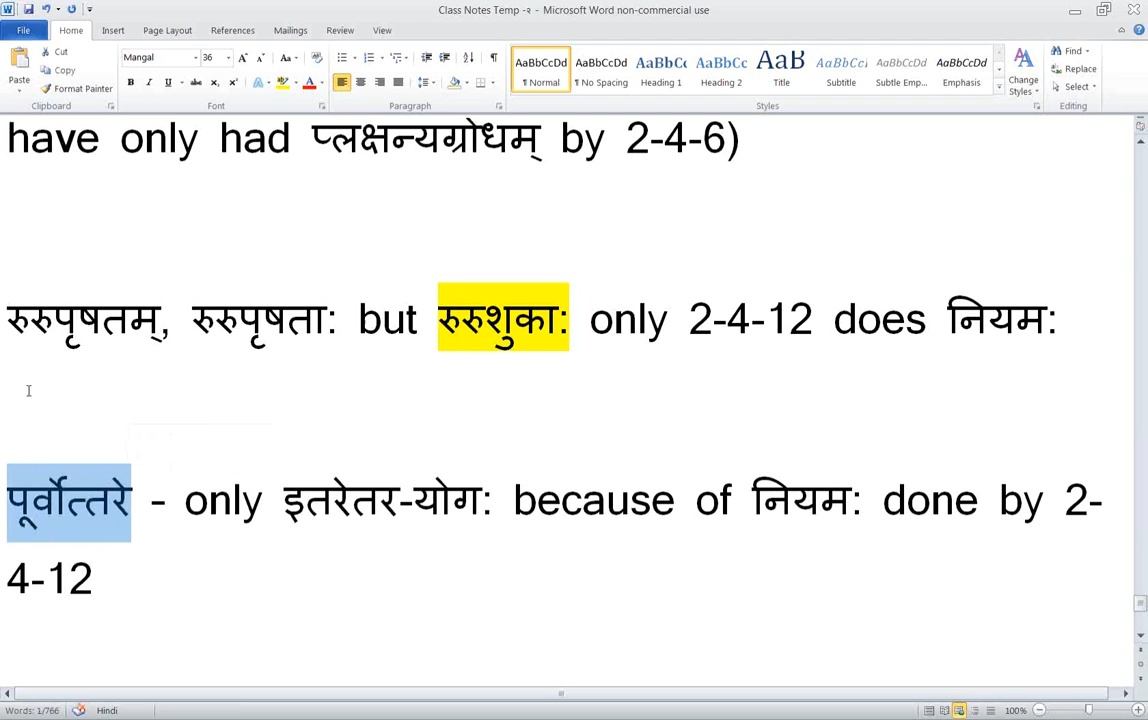 Class Notes Temp -२ - Microsoft Word non-commercial use
File Home Insert Page Layout References Mailings Review View
Cut
Copy
Format Painter
Paste
Clipboard
Mangal 36
Font
Paragraph
AaBbCcDd AaBbCcDd AaBbCc AaBbCc AaB AaBbCcl AaBbCcDd AaBbCcDd
¶ Normal ¶ No Spacing Heading 1 Heading 2 Title Subtitle Subtle Emp... Emphasis
Styles
Change Styles
Find
Replace
Select
Editing
have only had प्लक्षन्यग्रोधम् by 2-4-6)
रुरुपृषतम्, रुरुपृषता: but रुरुशुका: only 2-4-12 does नियम:
पूर्वोत्तरे - only इतरेतर-योग: because of नियम: done by 2-
4-12
Words: 1/766 Hindi 100%